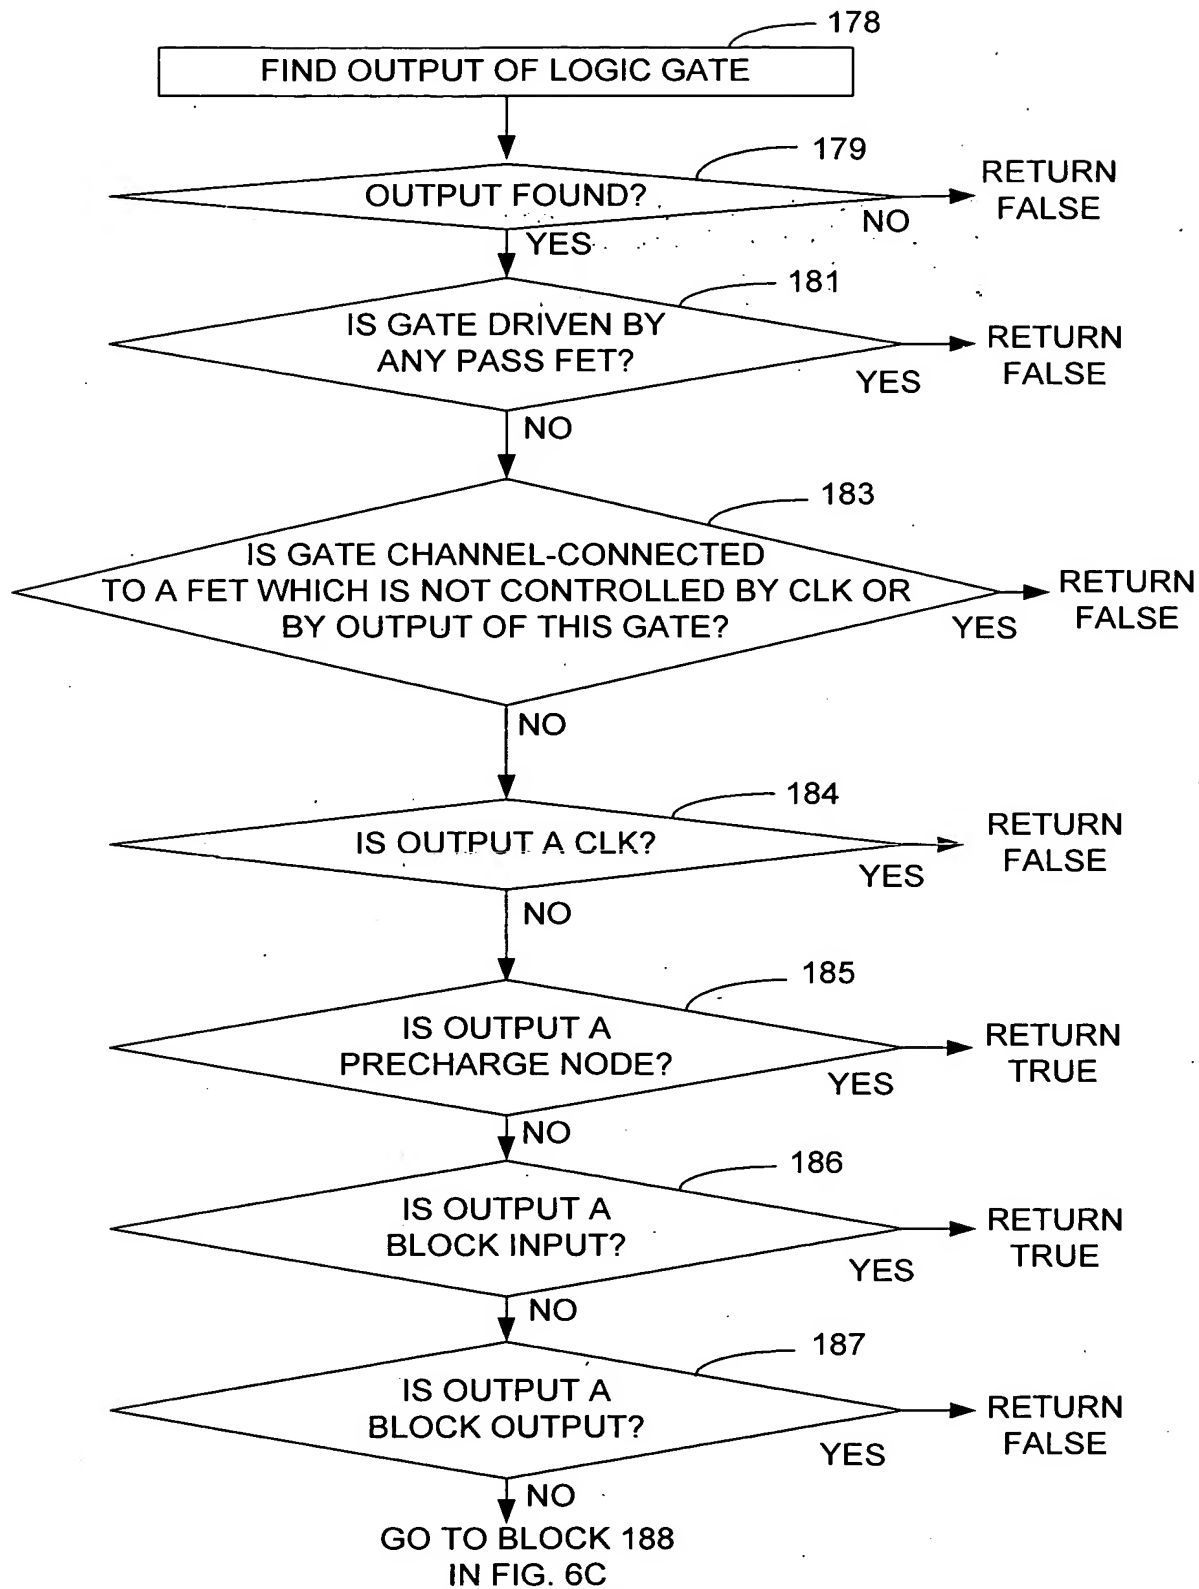 178
FIND OUTPUT OF LOGIC GATE
179
OUTPUT FOUND?
RETURN
FALSE
NO
YES
181
IS GATE DRIVEN BY
ANY PASS FET?
RETURN
FALSE
YES
NO
183
IS GATE CHANNEL-CONNECTED
TO A FET WHICH IS NOT CONTROLLED BY CLK OR
BY OUTPUT OF THIS GATE?
RETURN
FALSE
YES
NO
184
IS OUTPUT A CLK?
RETURN
FALSE
YES
NO
185
IS OUTPUT A
PRECHARGE NODE?
RETURN
TRUE
YES
NO
186
IS OUTPUT A
BLOCK INPUT?
RETURN
TRUE
YES
NO
187
IS OUTPUT A
BLOCK OUTPUT?
RETURN
FALSE
YES
NO
GO TO BLOCK 188
IN FIG. 6C